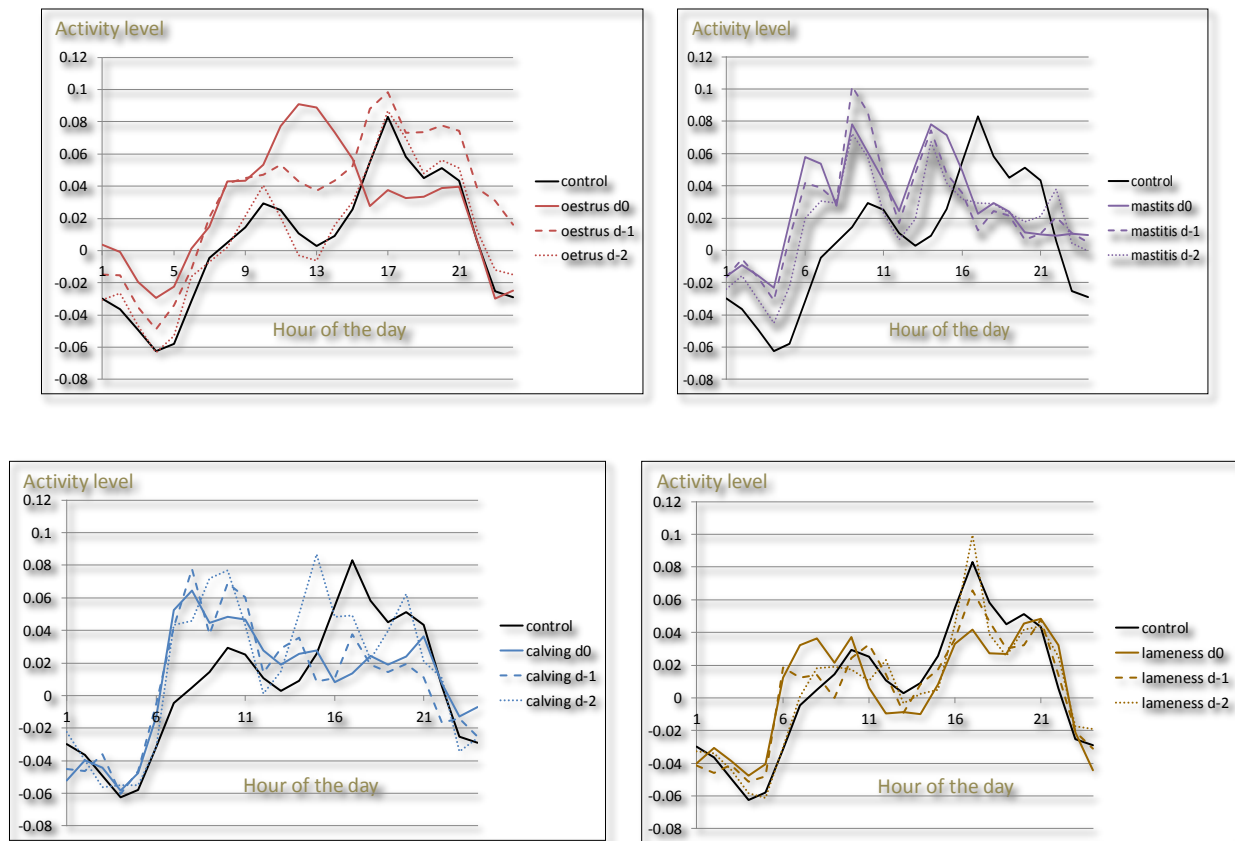 Activity level
0.12
0.1
0.08
0.06
0.04
0.02
0
-0.02
-0.04
-0.06
-0.08
1 5 9 13 17 21
Hour of the day
control
oestrus d0
oestrus d-1
oetrus d-2
Activity level
0.12
0.1
0.08
0.06
0.04
0.02
0
-0.02
-0.04
-0.06
-0.08
1 6 11 16 21
Hour of the day
control
mastits d0
mastitis d-1
mastitis d-2
Activity level
0.12
0.1
0.08
0.06
0.04
0.02
0
-0.02
-0.04
-0.06
-0.08
1 6 11 16 21
Hour of the day
control
calving d0
calving d-1
calving d-2
Activity level
0.12
0.1
0.08
0.06
0.04
0.02
0
-0.02
-0.04
-0.06
-0.08
1 6 11 16 21
Hour of the day
control
lameness d0
lameness d-1
lameness d-2